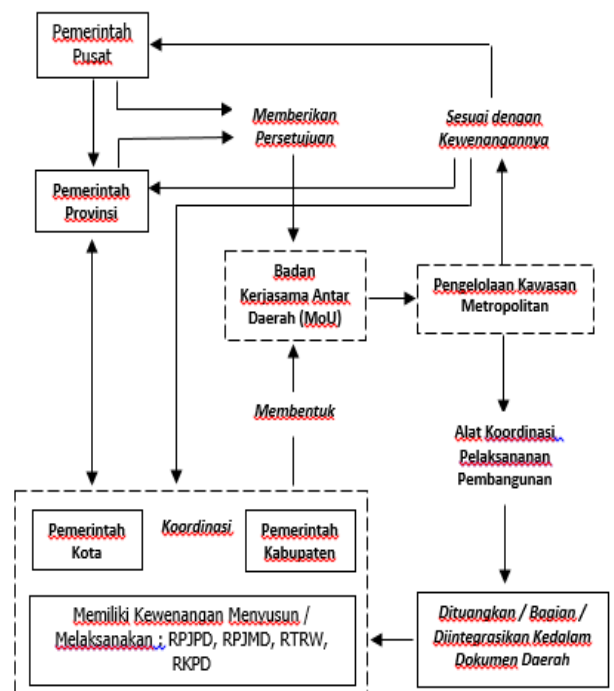 Pemerintah
Pusat
Memberikan
Persetujuan
Sesuai dengan
Kewenangannya
Pemerintah
Provinsi
Badan
Kerjasama Antar
Daerah (MoU)
Pengelolaan Kawasan
Metropolitan
Membentuk
Alat Koordinasi
Pelaksananan
Pembangunan
Pemerintah
Kota
Koordinasi
Pemerintah
Kabupaten
Memiliki Kewenangan Menyusun /
Melaksanakan : RPJPD, RPJMD, RTRW,
RKPD
Dituangkan / Bagian /
Diintegrasikan Kedalam
Dokumen Daerah